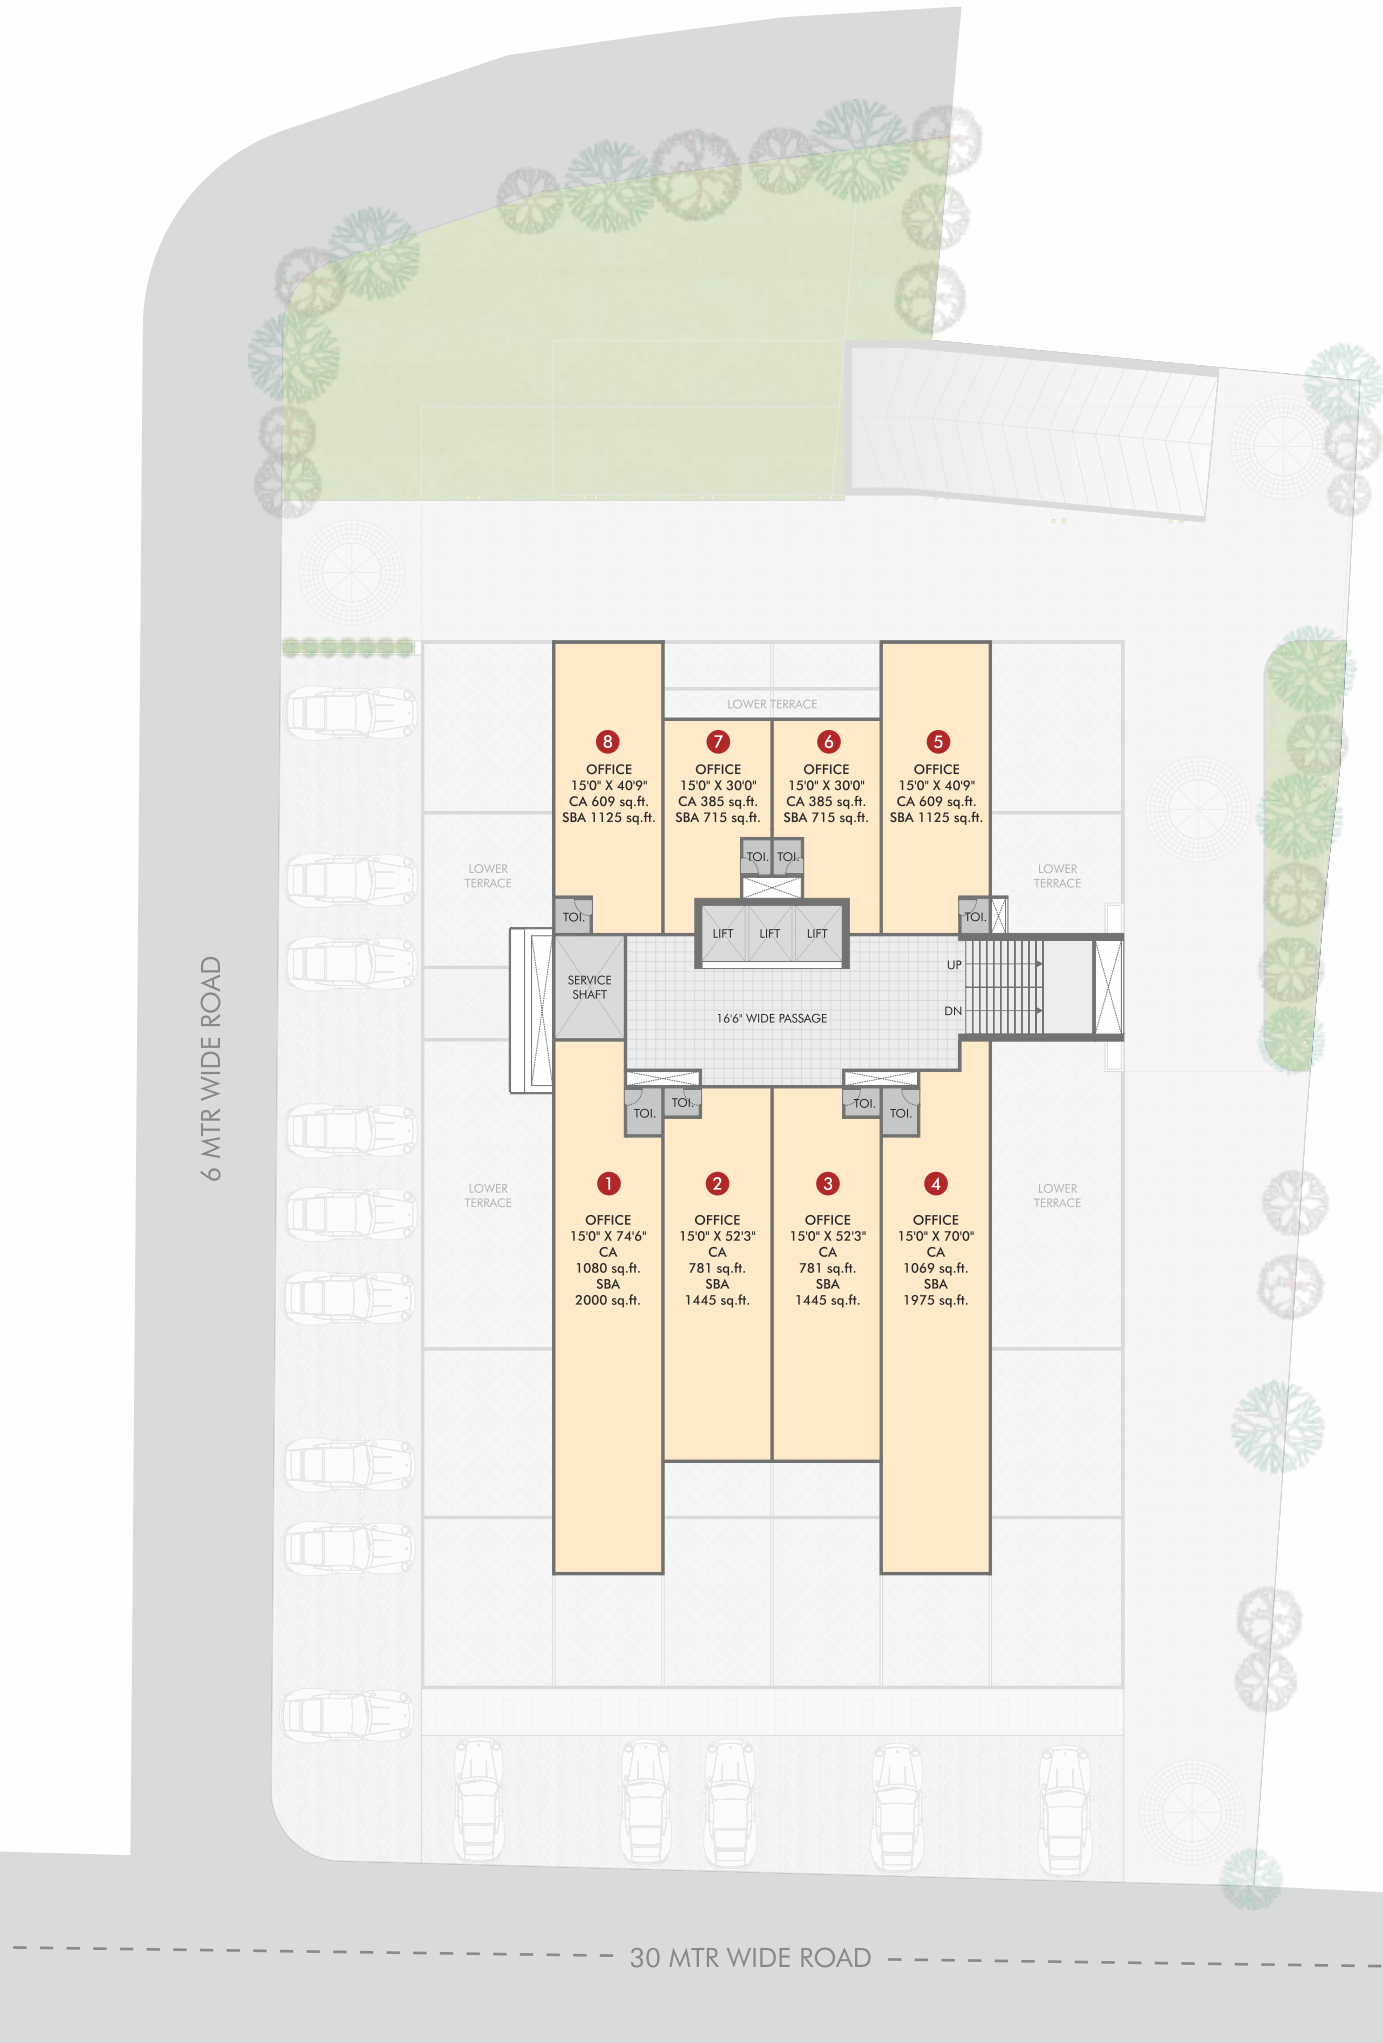 LOWER TERRACE
8
OFFICE
15'0" X 40'9"
CA 609 sq.ft.
SBA 1125 sq.ft.
7
OFFICE
15'0" X 30'0"
CA 385 sq.ft.
SBA 715 sq.ft.
6
OFFICE
15'0" X 30'0"
CA 385 sq.ft.
SBA 715 sq.ft.
5
OFFICE
15'0" X 40'9"
CA 609 sq.ft.
SBA 1125 sq.ft.
TOI.
TOI.
LOWER
TERRACE
LOWER
TERRACE
TOI.
TOI.
LIFT
LIFT
LIFT
SERVICE
SHAFT
UP
DN
16'6" WIDE PASSAGE
TOI.
TOI.
TOI.
TOI.
6 MTR WIDE ROAD
LOWER
TERRACE
LOWER
TERRACE
1
OFFICE
15'0" X 74'6"
CA
1080 sq.ft.
SBA
2000 sq.ft.
2
OFFICE
15'0" X 52'3"
CA
781 sq.ft.
SBA
1445 sq.ft.
3
OFFICE
15'0" X 52'3"
CA
781 sq.ft.
SBA
1445 sq.ft.
4
OFFICE
15'0" X 70'0"
CA
1069 sq.ft.
SBA
1975 sq.ft.
30 MTR WIDE ROAD